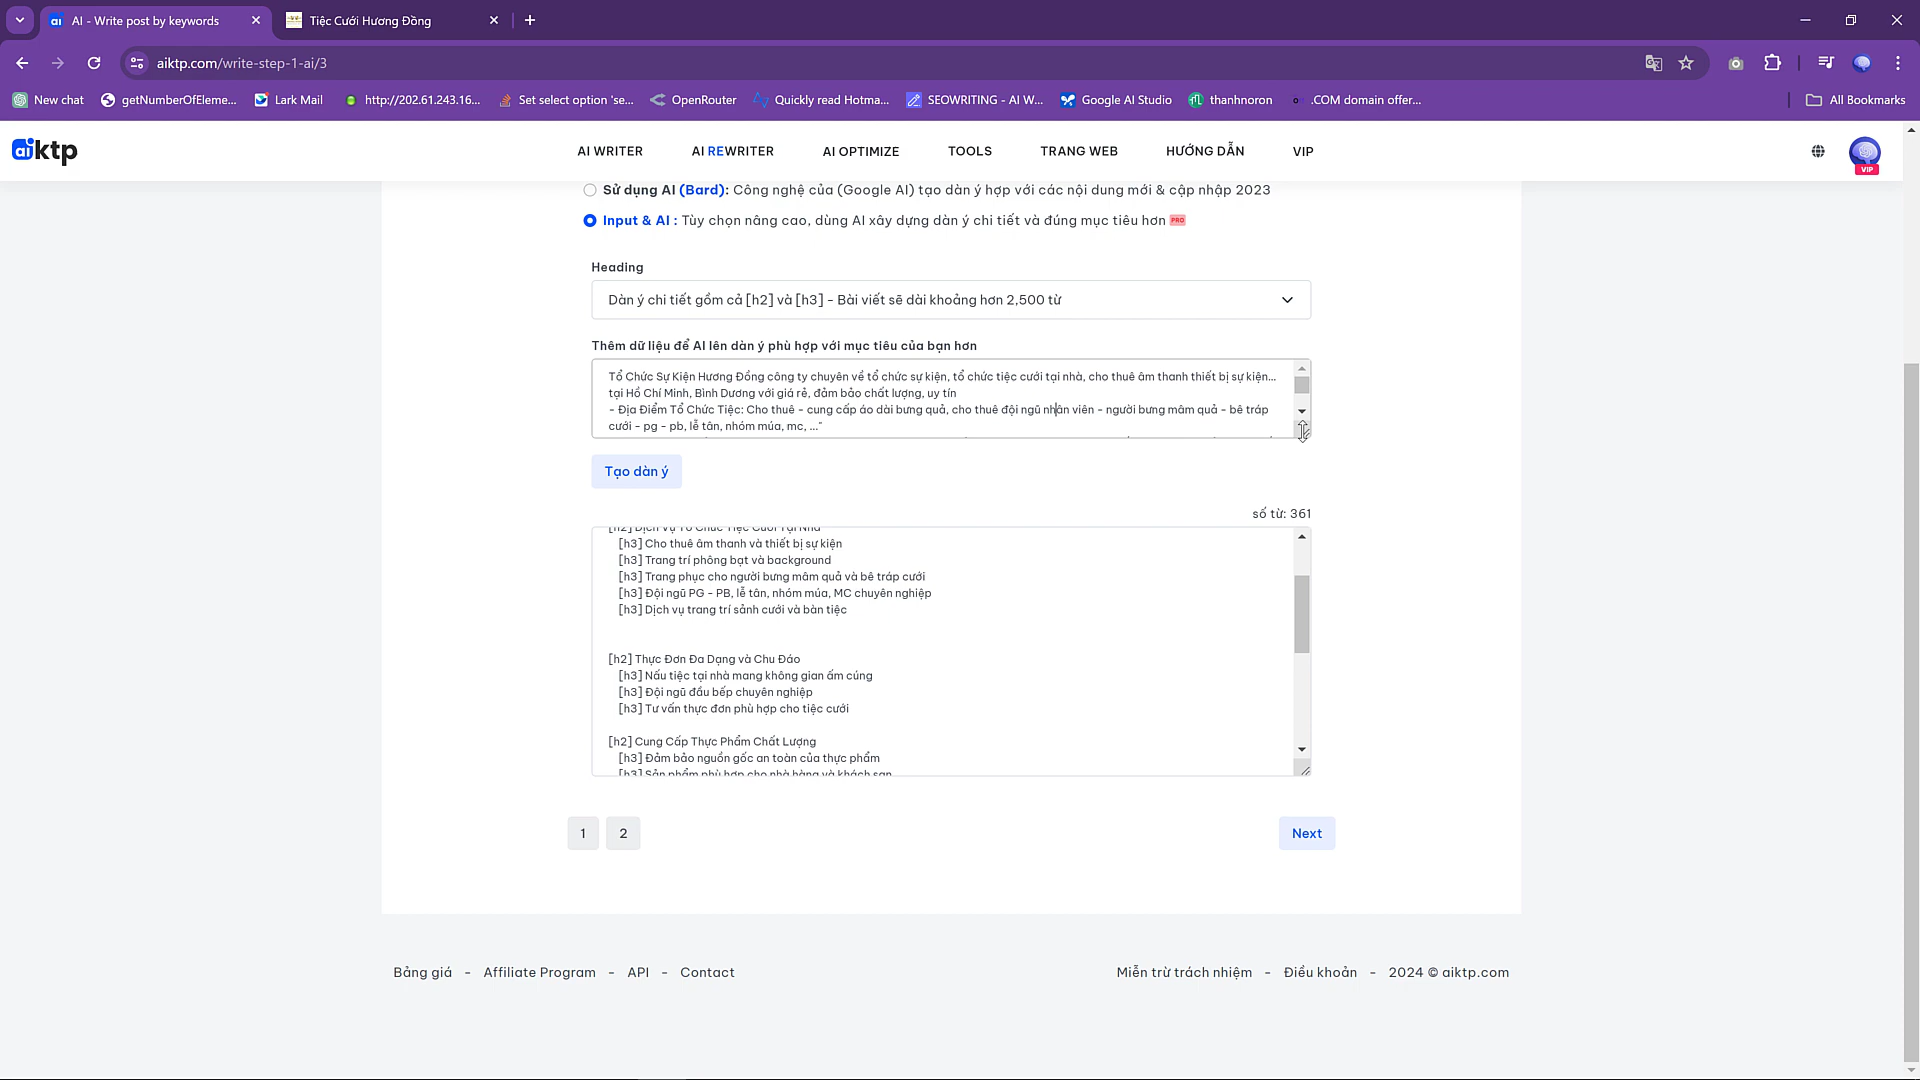 AI - Write post by keywords
Tiệc Cưới Hương Đồng
aiktp.com/write-step-1-ai/3
New chat
getNumberOfEleme...
Lark Mail
http://202.61.243.16...
Set select option 'se...
OpenRouter
Quickly read Hotma...
SEOWRITING - AI W...
Google AI Studio
thanhnoron
.COM domain offer...
All Bookmarks
aiktp
AI WRITER
AI REWRITER
AI OPTIMIZE
TOOLS
TRANG WEB
HƯỚNG DẪN
VIP
VIP
Sử dụng AI (Bard): Công nghệ của (Google AI) tạo dàn ý hợp với các nội dung mới & cập nhập 2023
Input & AI : Tùy chọn nâng cao, dùng AI xây dựng dàn ý chi tiết và đúng mục tiêu hơn PRO
Heading
Dàn ý chi tiết gồm cả [h2] và [h3] - Bài viết sẽ dài khoảng hơn 2,500 từ
Thêm dữ liệu để AI lên dàn ý phù hợp với mục tiêu của bạn hơn
Tổ Chức Sự Kiện Hương Đồng công ty chuyên về tổ chức sự kiện, tổ chức tiệc cưới tại nhà, cho thuê âm thanh thiết bị sự kiện...
tại Hồ Chí Minh, Bình Dương với giá rẻ, đảm bảo chất lượng, uy tín
- Địa Điểm Tổ Chức Tiệc: Cho thuê - cung cấp áo dài bưng quả, cho thuê đội ngũ nhân viên - người bưng mâm quả - bê tráp
cưới - pg - pb, lễ tân, nhóm múa, mc, ..."
Tạo dàn ý
số từ: 361
[h2] Dịch Vụ Tổ Chức Tiệc Cưới Tại Nhà
[h3] Cho thuê âm thanh và thiết bị sự kiện
[h3] Trang trí phông bạt và background
[h3] Trang phục cho người bưng mâm quả và bê tráp cưới
[h3] Đội ngũ PG - PB, lễ tân, nhóm múa, MC chuyên nghiệp
[h3] Dịch vụ trang trí sảnh cưới và bàn tiệc
[h2] Thực Đơn Đa Dạng và Chu Đáo
[h3] Nấu tiệc tại nhà mang không gian ấm cúng
[h3] Đội ngũ đầu bếp chuyên nghiệp
[h3] Tư vấn thực đơn phù hợp cho tiệc cưới
[h2] Cung Cấp Thực Phẩm Chất Lượng
[h3] Đảm bảo nguồn gốc an toàn của thực phẩm
[h3] Sản phẩm phù hợp cho nhà hàng và khách sạn
1
2
Next
Bảng giá - Affiliate Program - API - Contact
Miễn trừ trách nhiệm - Điều khoản - 2024 © aiktp.com